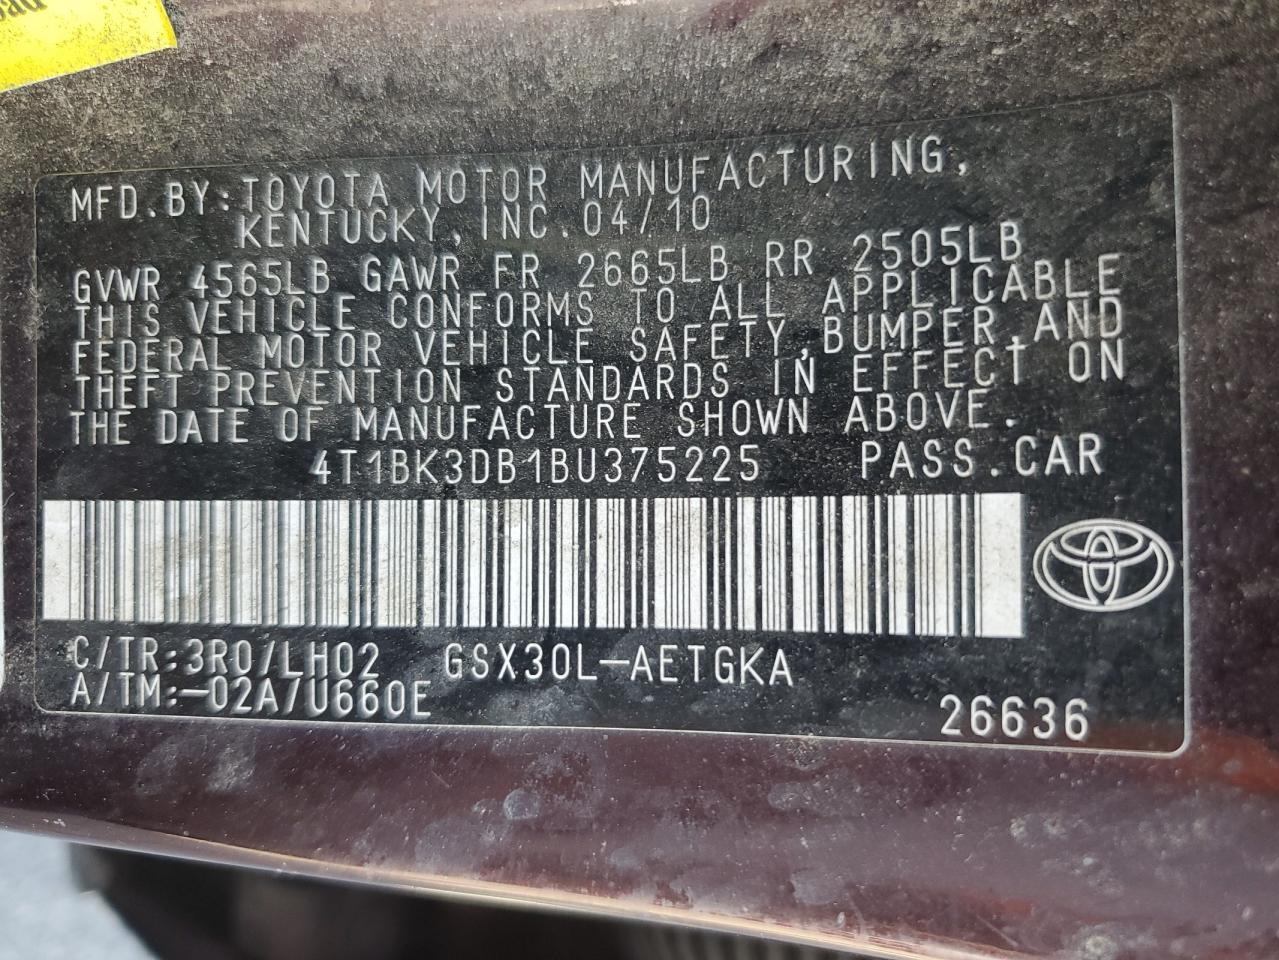 MFD.BY:TOYOTA MOTOR MANUFACTURING,
KENTUCKY,INC.04/10
GVWR 4565LB GAWR FR 2665LB RR 2505LB
THIS VEHICLE CONFORMS TO ALL APPLICABLE
FEDERAL MOTOR VEHICLE SAFETY,BUMPER,AND
THEFT PREVENTION STANDARDS IN EFFECT ON
THE DATE OF MANUFACTURE SHOWN ABOVE.
4T1BK3DB1BU375225 PASS.CAR
C/TR:3R0/LH02 GSX30L-AETGKA
A/TM:-02A/U660E
26636